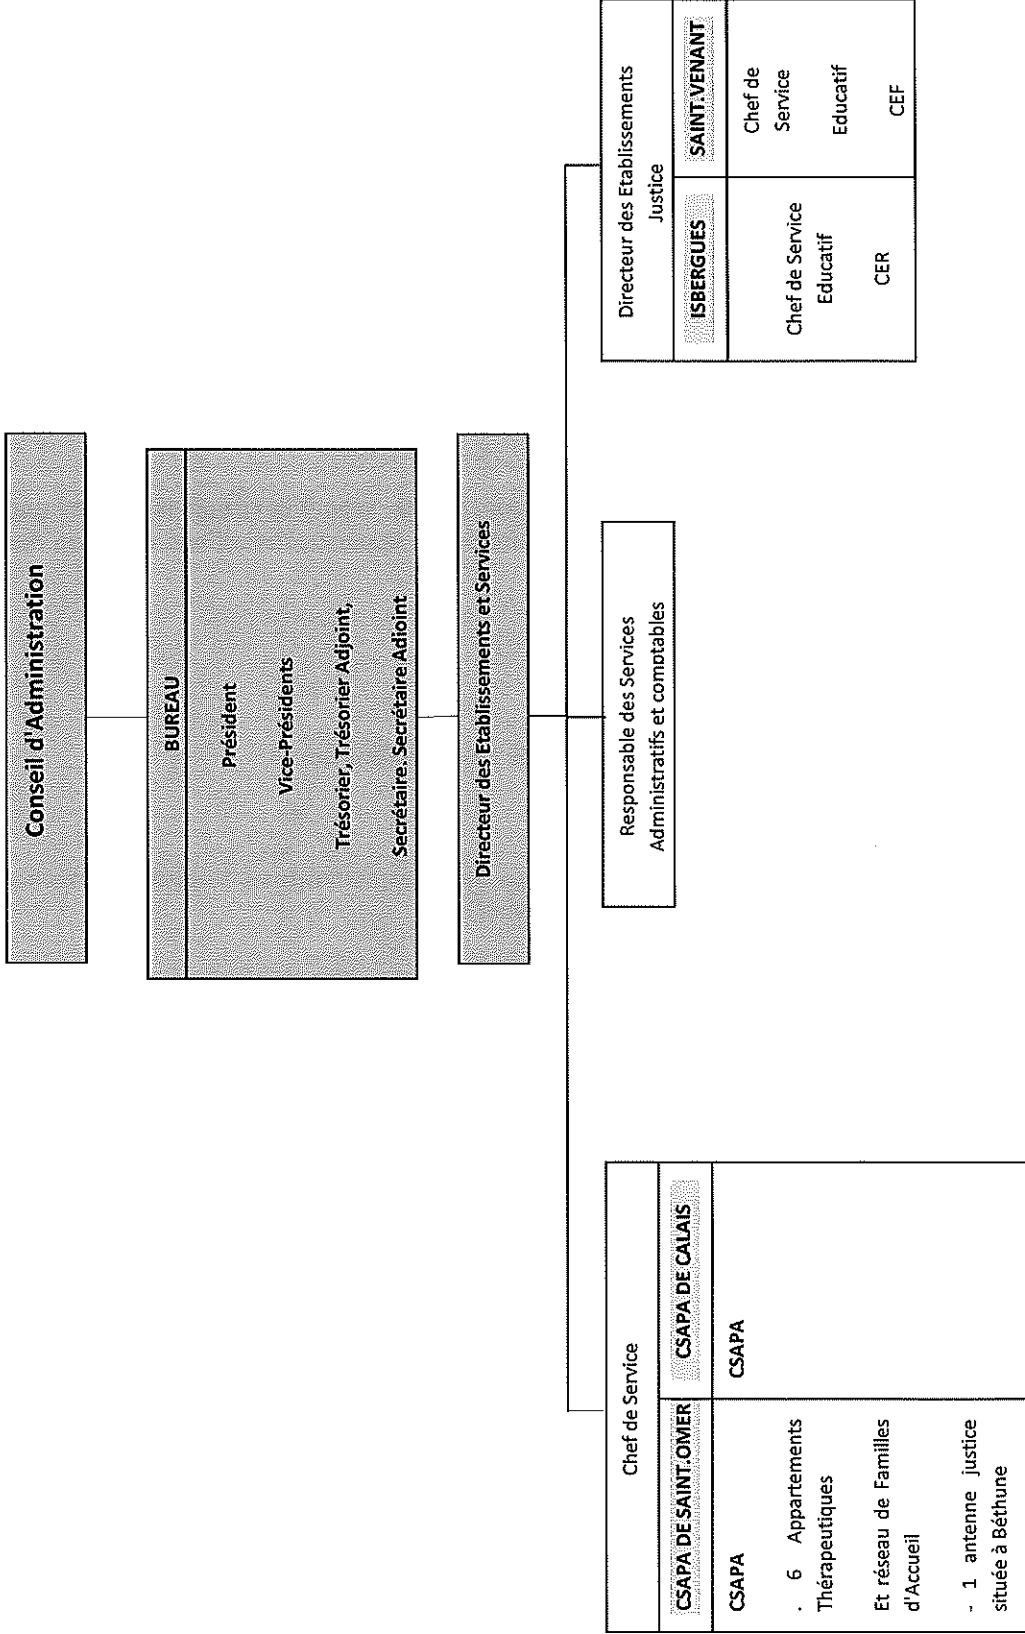 Conseil d'Administration
BUREAU
Président
Vice-Présidents
Trésorier, Trésorier Adjoint,
Secrétaire. Secrétaire Adioint
Directeur des Etablissements et Services
Chef de Service
CSAPA DE SAINT.OMER
CSAPA
. 6 Appartements
Thérapeutiques
Et réseau de Familles
d'Accueil
- 1 antenne justice
située à Béthune
CSAPA DE CALAIS
CSAPA
Responsable des Services
Administratifs et comptables
Directeur des Etablissements
Justice
ISBERGUES
Chef de Service
Educatif
CER
SAINT.VENANT
Chef de
Service
Educatif
CEF